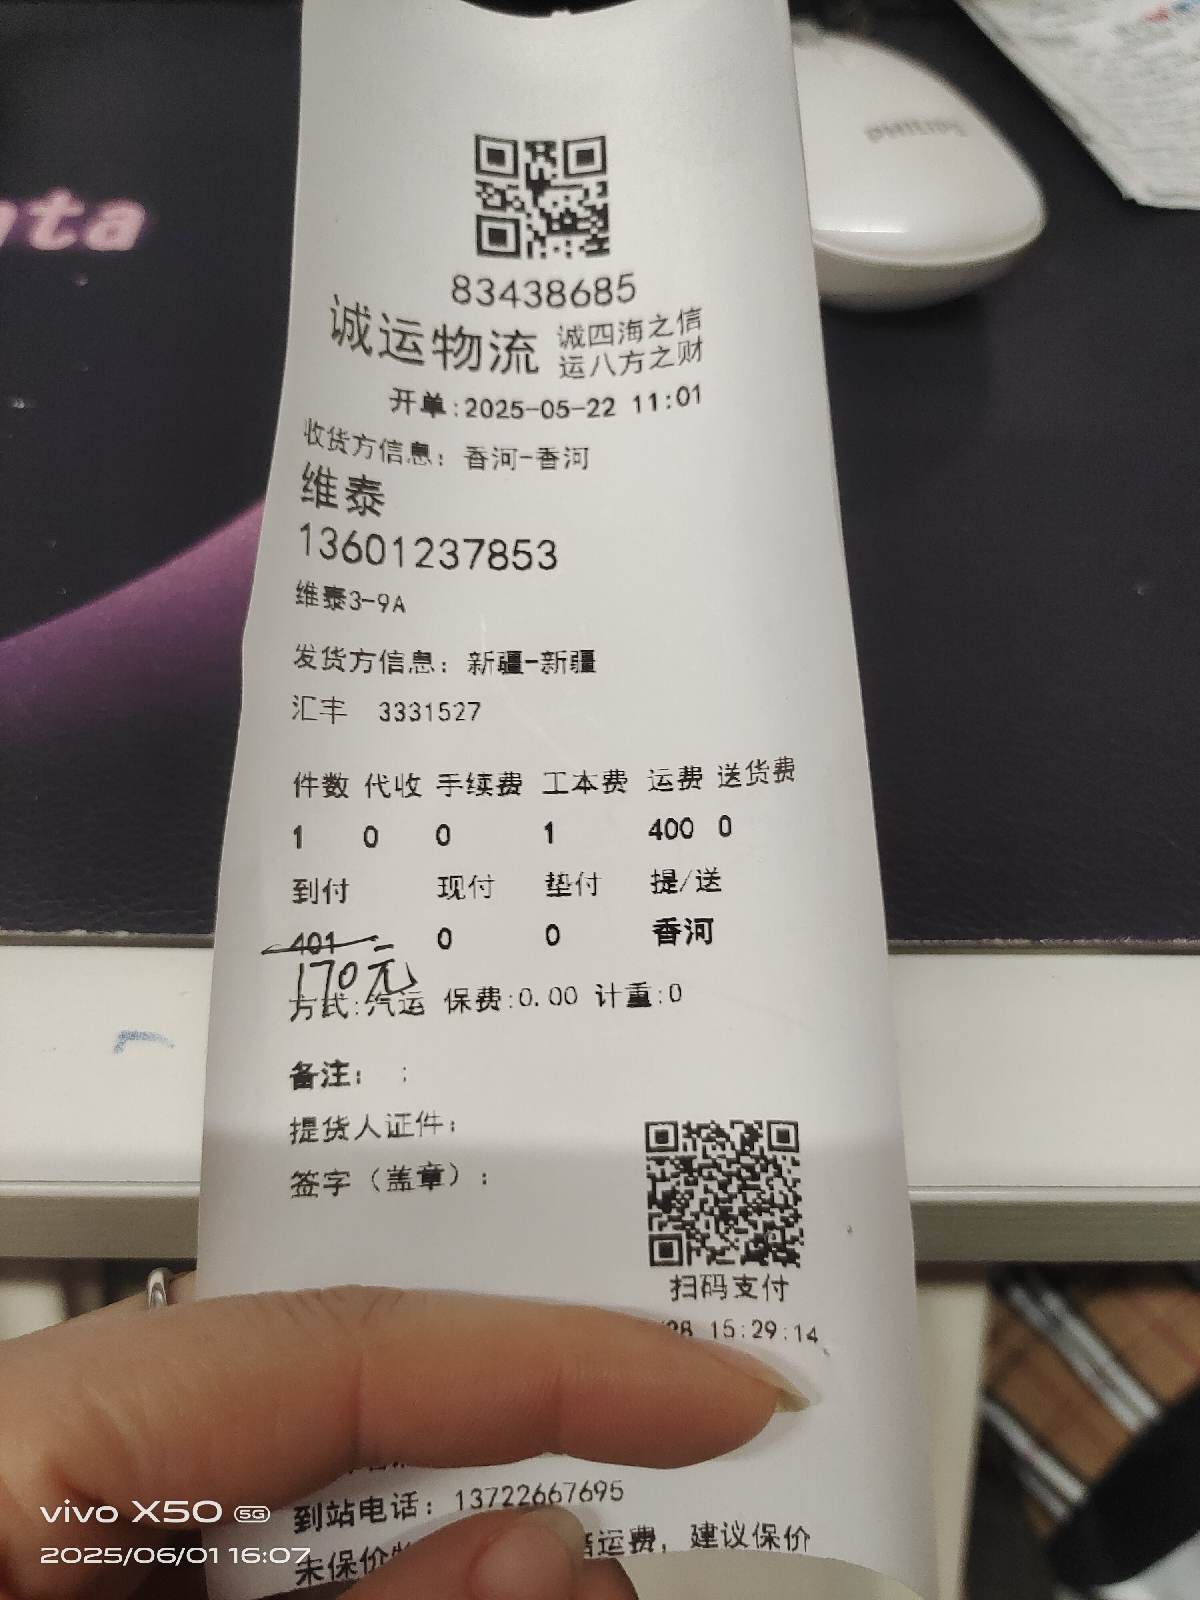 PHILIPS
ata
83438685
诚运物流 诚四海之信
运八方之财
开单:2025-05-22 11:01
收货方信息: 香河-香河
维泰
13601237853
维泰3-9A
发货方信息: 新疆-新疆
汇丰 3331527
件数 代收 手续费 工本费 运费 送货费
1 0 0 1 400 0
到付 现付 垫付 提/送
401 0 0 香河
170元
方式:汽运 保费:0.00 计重:0
备注: :
提货人证件:
签字（盖章）:
扫码支付
28 15:29:14
到站电话: 13722667695
未保价 运费, 建议保价
vivo X50 5G
2025/06/01 16:07